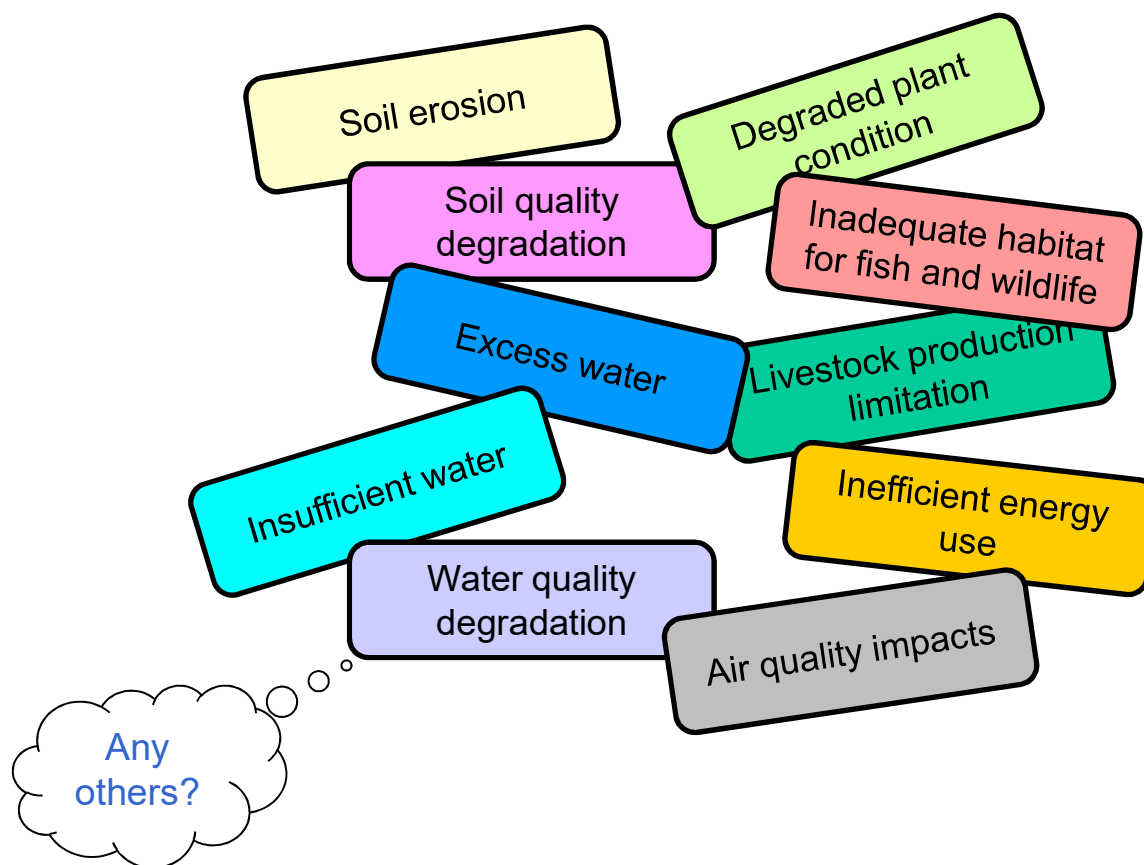 Soil erosion
Degraded plant
condition
Soil quality
degradation
Inadequate habitat
for fish and wildlife
Excess water
Livestock production
limitation
Insufficient water
Inefficient energy
use
Water quality
degradation
Air quality impacts
Any
others?